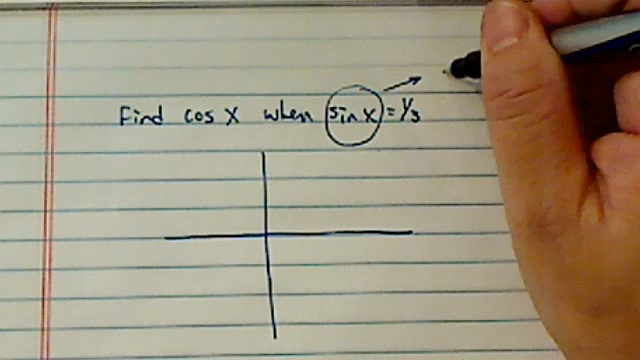 Find cos x when sin x = 1/3